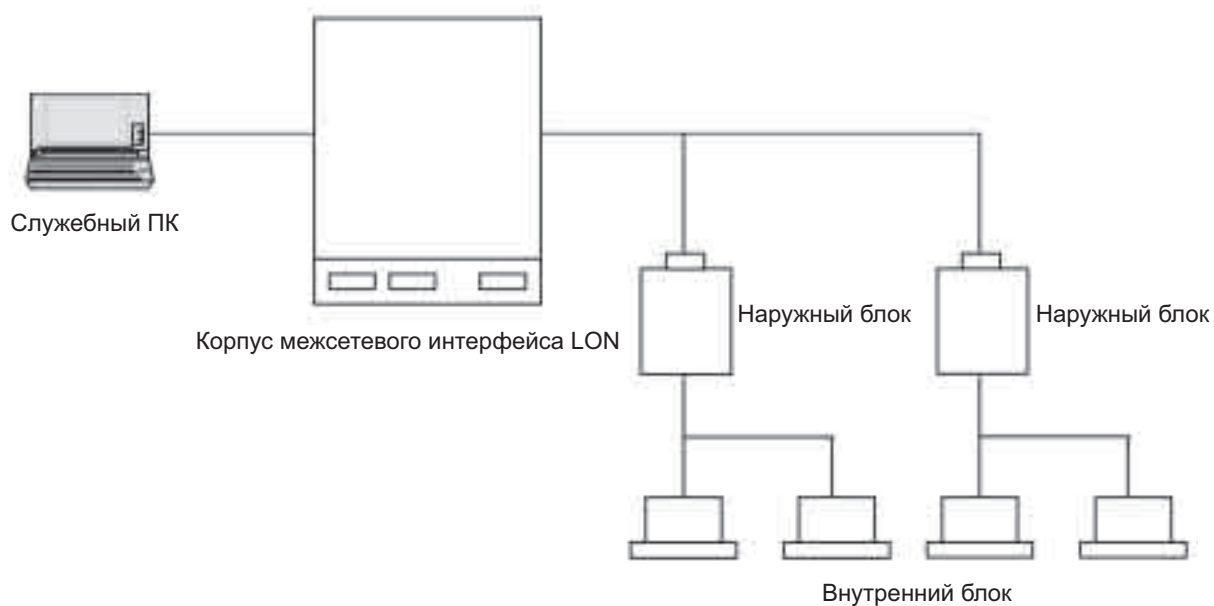 Служебный ПК
Корпус межсетевого интерфейса LON
Наружный блок
Наружный блок
Внутренний блок